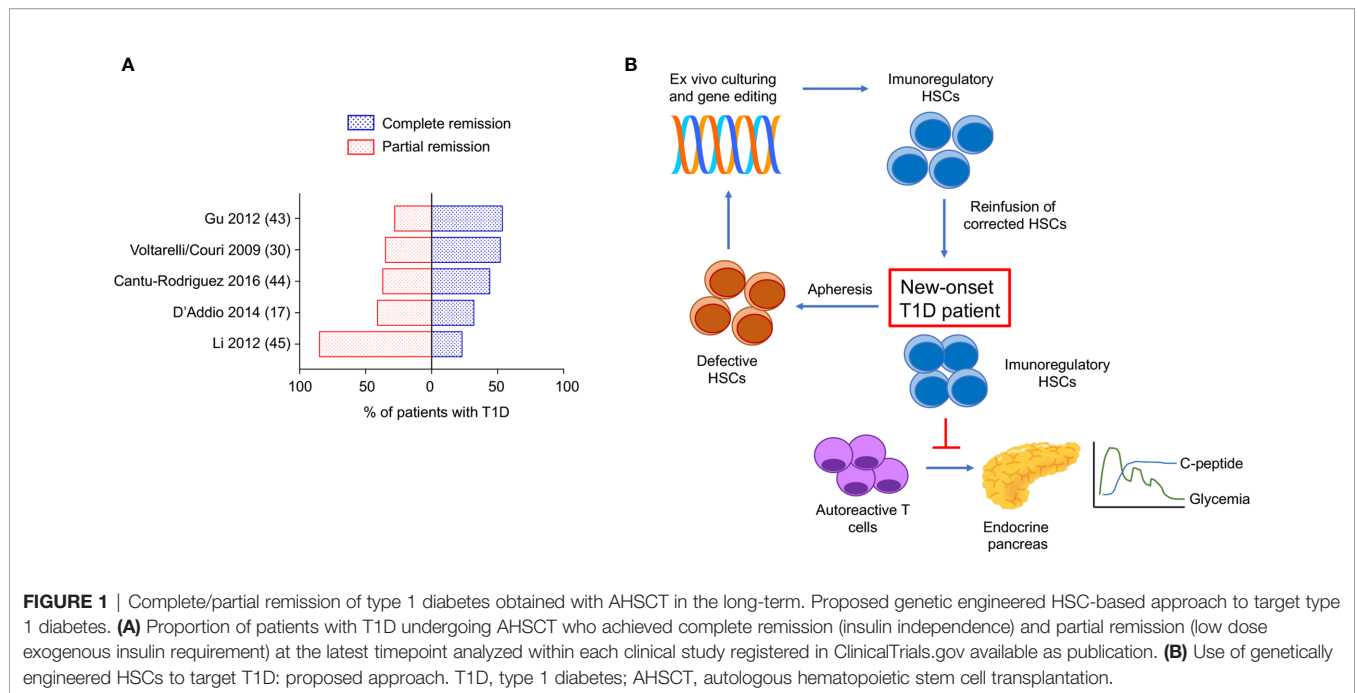 A
Complete remission
Partial remission
Gu 2012 (43)
Voltarelli/Couri 2009 (30)
Cantu-Rodriguez 2016 (44)
D'Addio 2014 (17)
Li 2012 (45)
100 50 0 50 100
% of patients with T1D
B
Ex vivo culturing
and gene editing
Imunoregulatory
HSCs
Reinfusion of
corrected HSCs
New-onset
T1D patient
Apheresis
Defective
HSCs
Imunoregulatory
HSCs
Autoreactive T
cells
Endocrine
pancreas
C-peptide
Glycemia
FIGURE 1 | Complete/partial remission of type 1 diabetes obtained with AHSCT in the long-term. Proposed genetic engineered HSC-based approach to target type
1 diabetes. (A) Proportion of patients with T1D undergoing AHSCT who achieved complete remission (insulin independence) and partial remission (low dose
exogenous insulin requirement) at the latest timepoint analyzed within each clinical study registered in ClinicalTrials.gov available as publication. (B) Use of genetically
engineered HSCs to target T1D: proposed approach. T1D, type 1 diabetes; AHSCT, autologous hematopoietic stem cell transplantation.